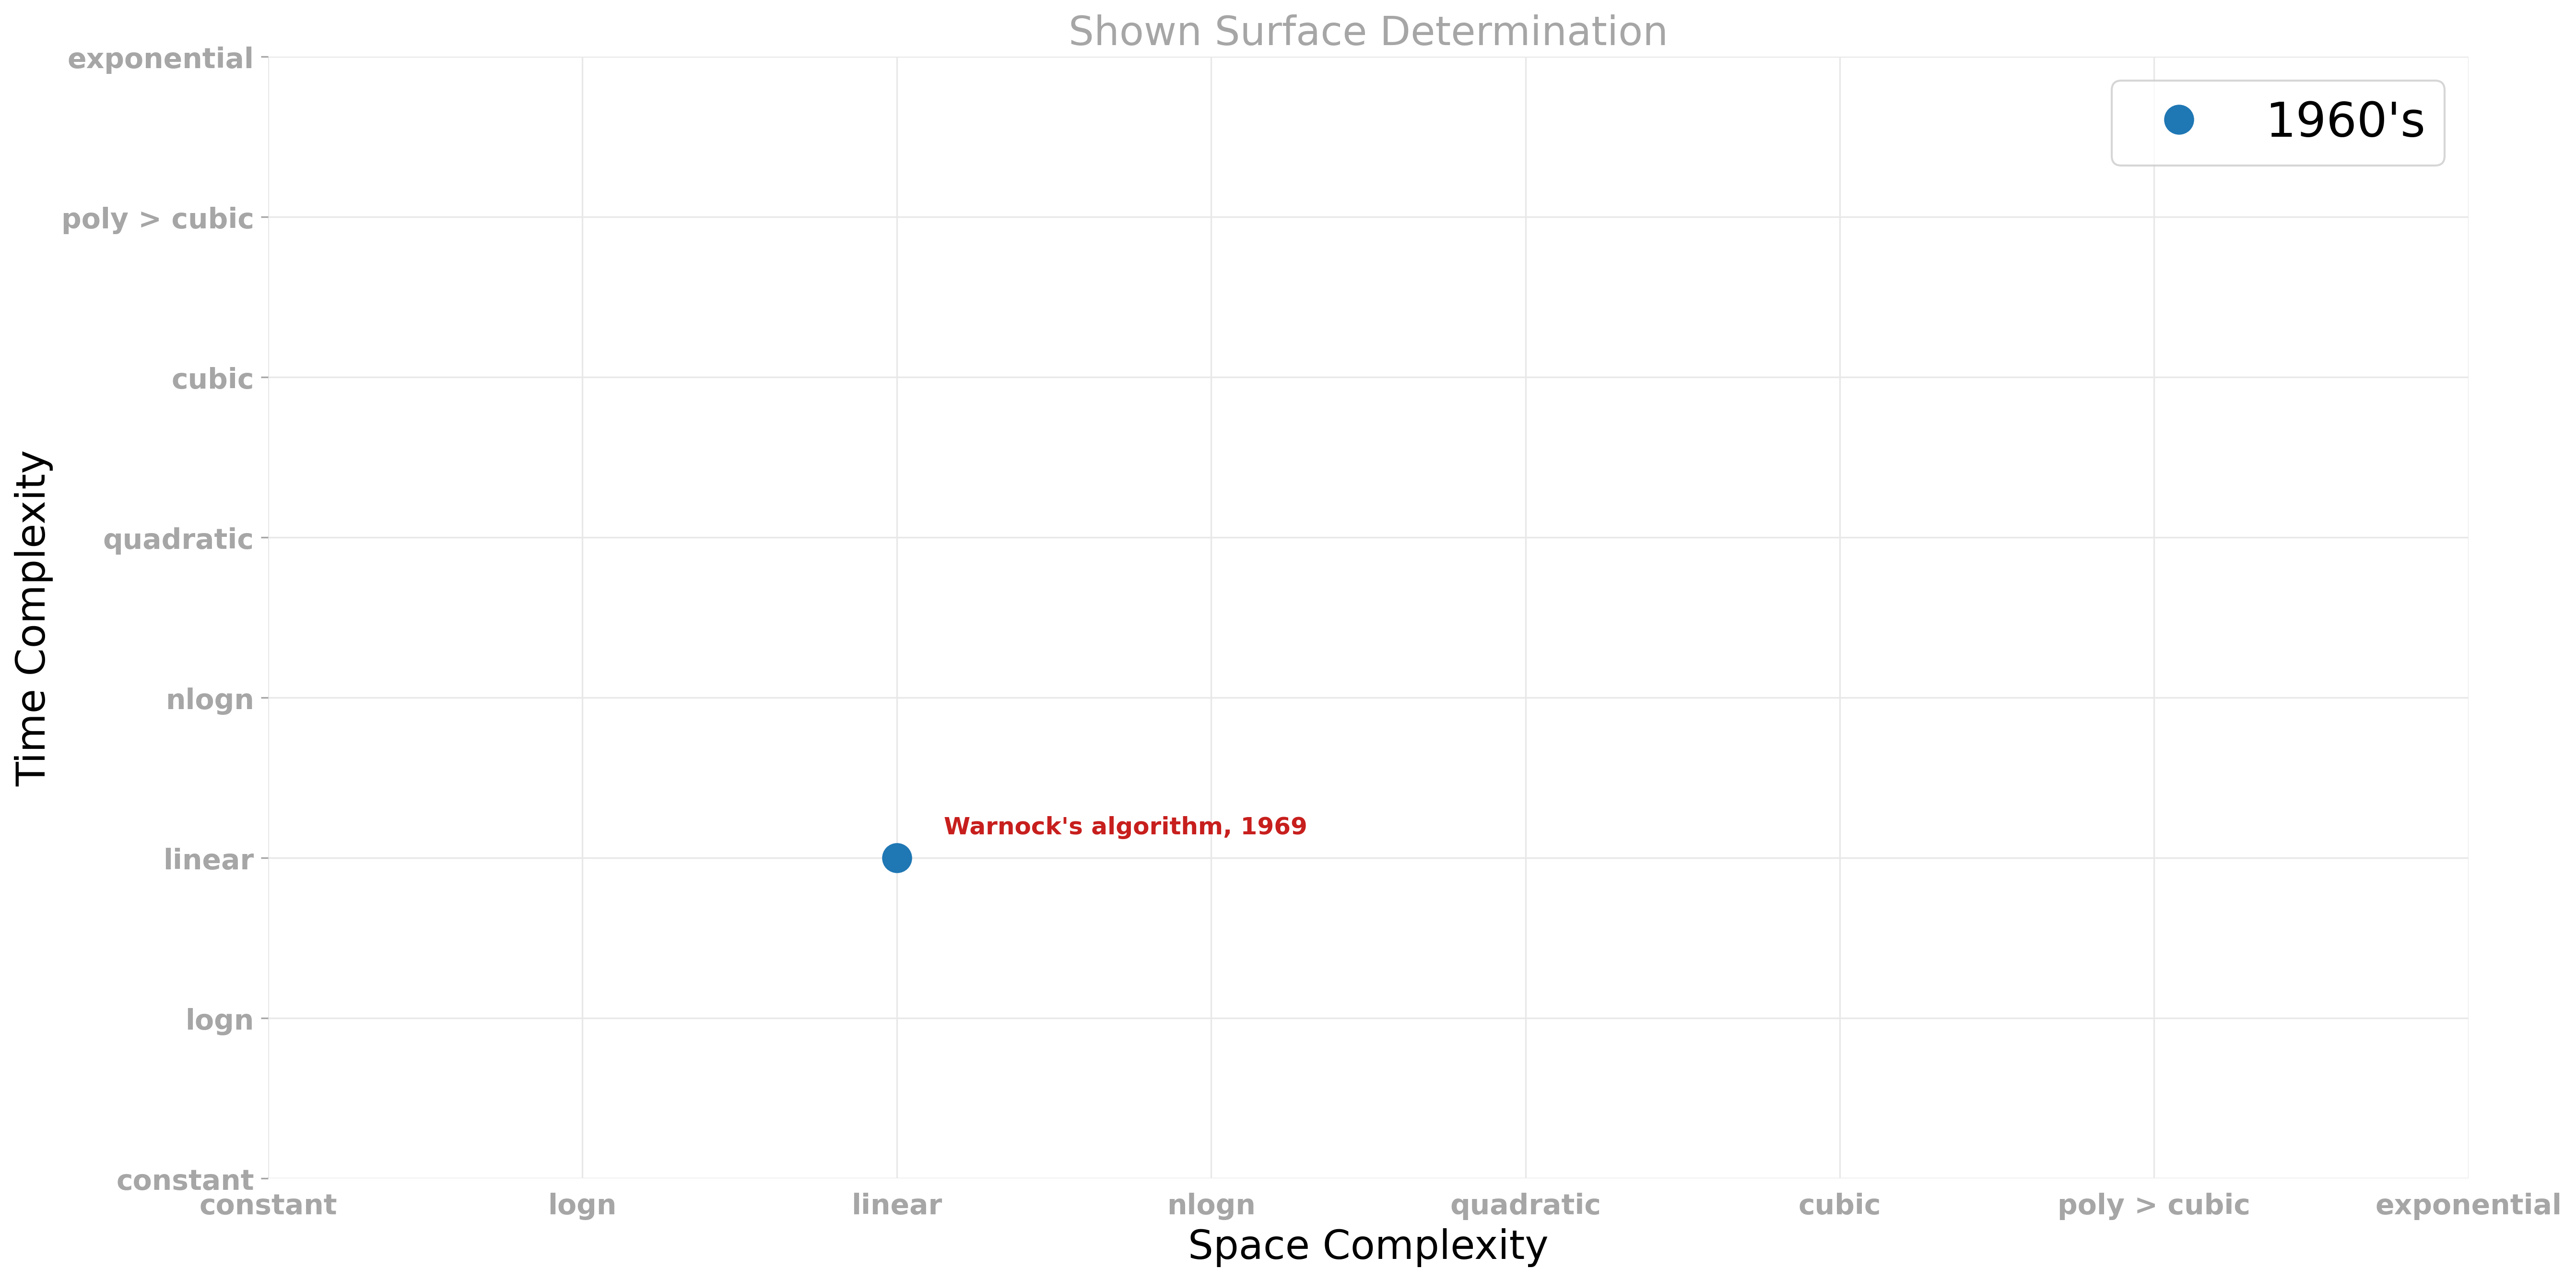 Shown Surface Determination
1960's
exponential
poly > cubic
cubic
quadratic
nlogn
linear
logn
constant
Time Complexity
Warnock's algorithm, 1969
constant
logn
linear
nlogn
quadratic
cubic
poly > cubic
exponential
Space Complexity